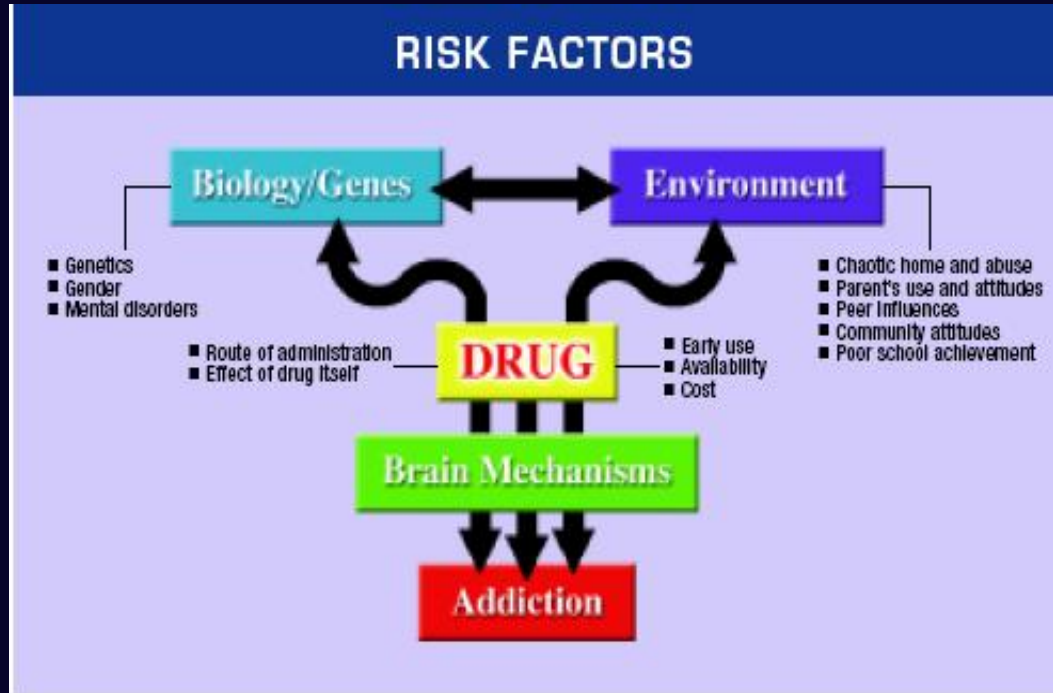 RISK FACTORS
Biology/Genes
Environment
■ Genetics
■ Gender
■ Mental disorders
■ Chaotic home and abuse
■ Parent's use and attitudes
■ Peer influences
■ Community attitudes
■ Poor school achievement
■ Route of administration
■ Effect of drug itself
DRUG
■ Early use
■ Availability
■ Cost
Brain Mechanisms
Addiction